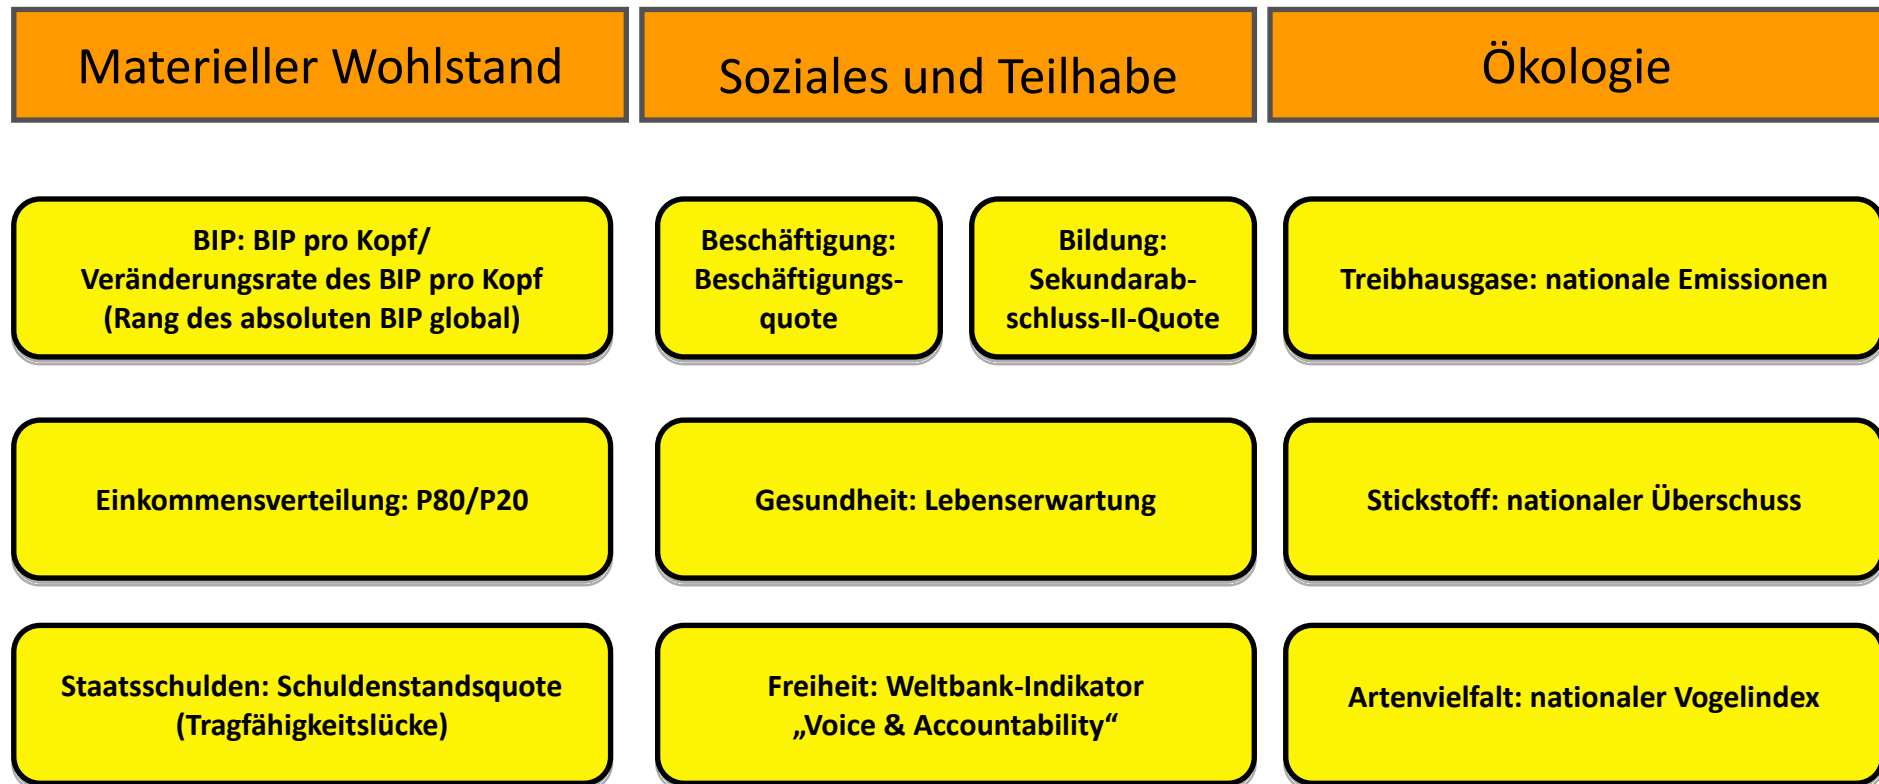 Materieller Wohlstand
Soziales und Teilhabe
Ökologie
BIP: BIP pro Kopf/
Veränderungsrate des BIP pro Kopf
(Rang des absoluten BIP global)
Beschäftigung:
Beschäftigungs-
quote
Bildung:
Sekundarab-
schluss-II-Quote
Treibhausgase: nationale Emissionen
Einkommensverteilung: P80/P20
Gesundheit: Lebenserwartung
Stickstoff: nationaler Überschuss
Staatsschulden: Schuldenstandsquote
(Tragfähigkeitslücke)
Freiheit: Weltbank-Indikator
„Voice & Accountability“
Artenvielfalt: nationaler Vogelindex